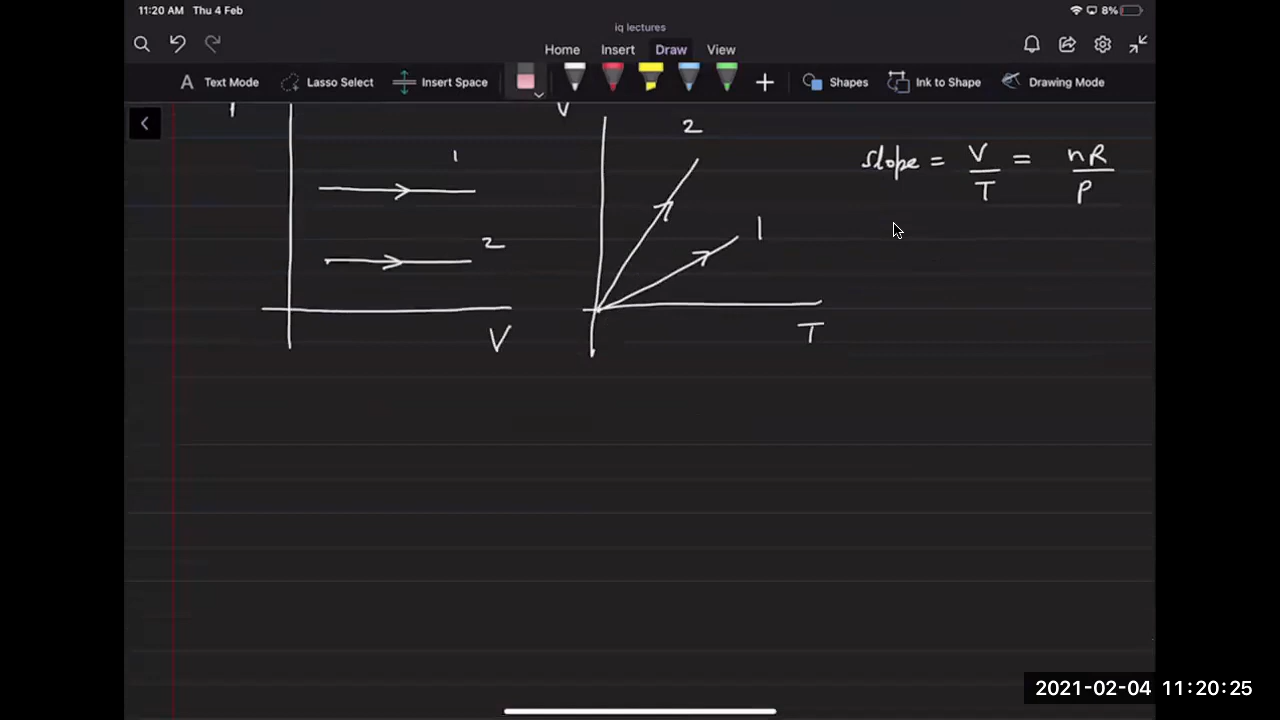 11:20 AM Thu 4 Feb
8%
iq lectures
Home Insert Draw View
A Text Mode Lasso Select Insert Space Shapes Ink to Shape Drawing Mode
V
2
1
slope = V/T = nR/P
1
2
V
T
2021-02-04 11:20:25